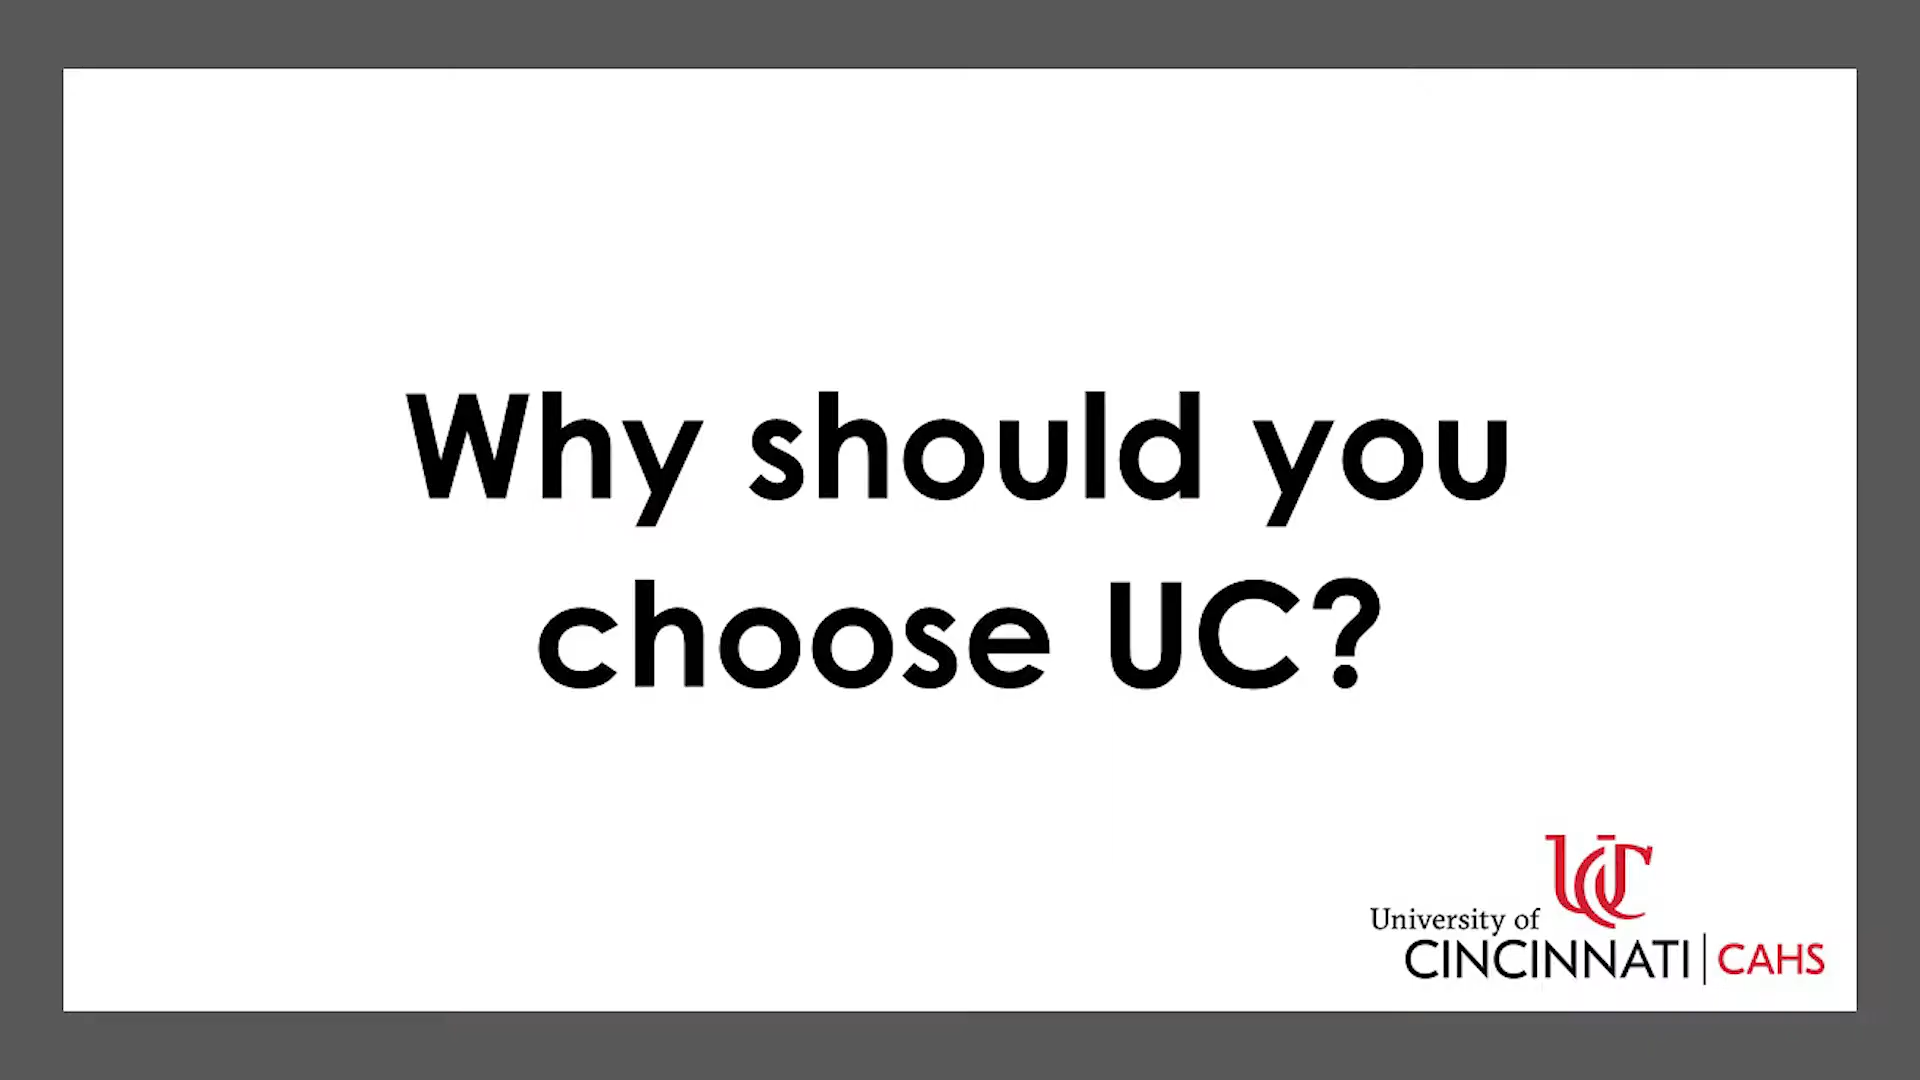 Why should you
choose UC?
UC
University of
CINCINNATI | CAHS